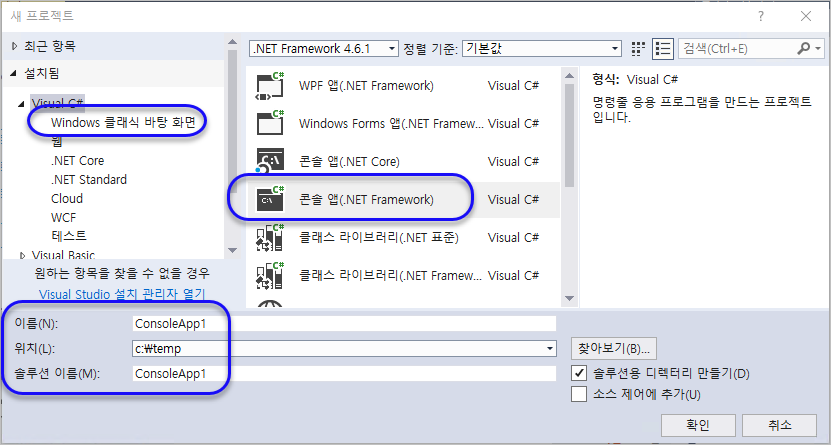 새 프로젝트
? ×
최근 항목
설치됨
Visual C#
Windows 클래식 바탕 화면
웹
.NET Core
.NET Standard
Cloud
WCF
테스트
Visual Basic
원하는 항목을 찾을 수 없을 경우
Visual Studio 설치 관리자 열기
.NET Framework 4.6.1 정렬 기준: 기본값
검색(Ctrl+E)
WPF 앱(.NET Framework) Visual C#
Windows Forms 앱(.NET Framew... Visual C#
콘솔 앱(.NET Core) Visual C#
콘솔 앱(.NET Framework) Visual C#
클래스 라이브러리(.NET 표준) Visual C#
클래스 라이브러리(.NET Framew... Visual C#
형식: Visual C#
명령줄 응용 프로그램을 만드는 프로젝트
입니다.
이름(N): ConsoleApp1
위치(L): c:₩temp
솔루션 이름(M): ConsoleApp1
찾아보기(B)...
솔루션용 디렉터리 만들기(D)
소스 제어에 추가(U)
확인 취소